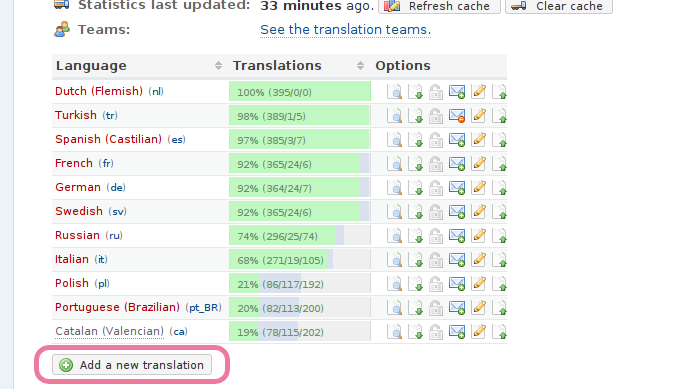 Statistics last updated: 33 minutes ago. Refresh cache Clear cache
Teams: See the translation teams.
Language Translations Options
Dutch (Flemish) (nl) 100% (395/0/0)
Turkish (tr) 98% (389/1/5)
Spanish (Castilian) (es) 97% (385/3/7)
French (fr) 92% (365/24/6)
German (de) 92% (364/24/7)
Swedish (sv) 92% (365/24/6)
Russian (ru) 74% (296/25/74)
Italian (it) 68% (271/19/105)
Polish (pl) 21% (86/117/192)
Portuguese (Brazilian) (pt_BR) 20% (82/113/200)
Catalan (Valencian) (ca) 19% (78/115/202)
Add a new translation